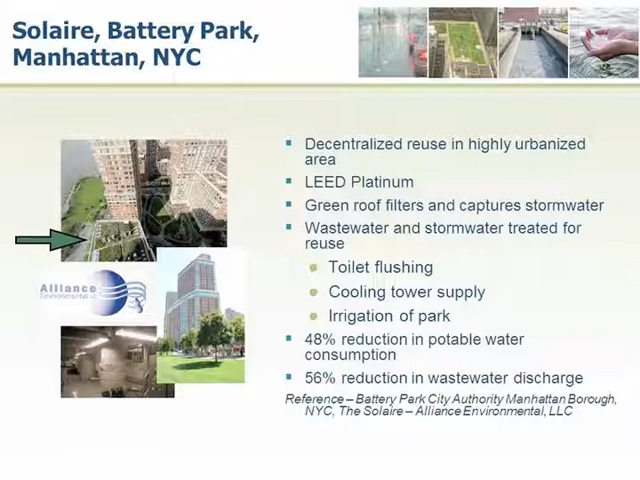 Solaire, Battery Park,
Manhattan, NYC
Decentralized reuse in highly urbanized
area
LEED Platinum
Green roof filters and captures stormwater
Wastewater and stormwater treated for
reuse
Toilet flushing
Cooling tower supply
Irrigation of park
48% reduction in potable water
consumption
56% reduction in wastewater discharge
Reference – Battery Park City Authority Manhattan Borough,
NYC, The Solaire – Alliance Environmental, LLC
Alliance
Environmental